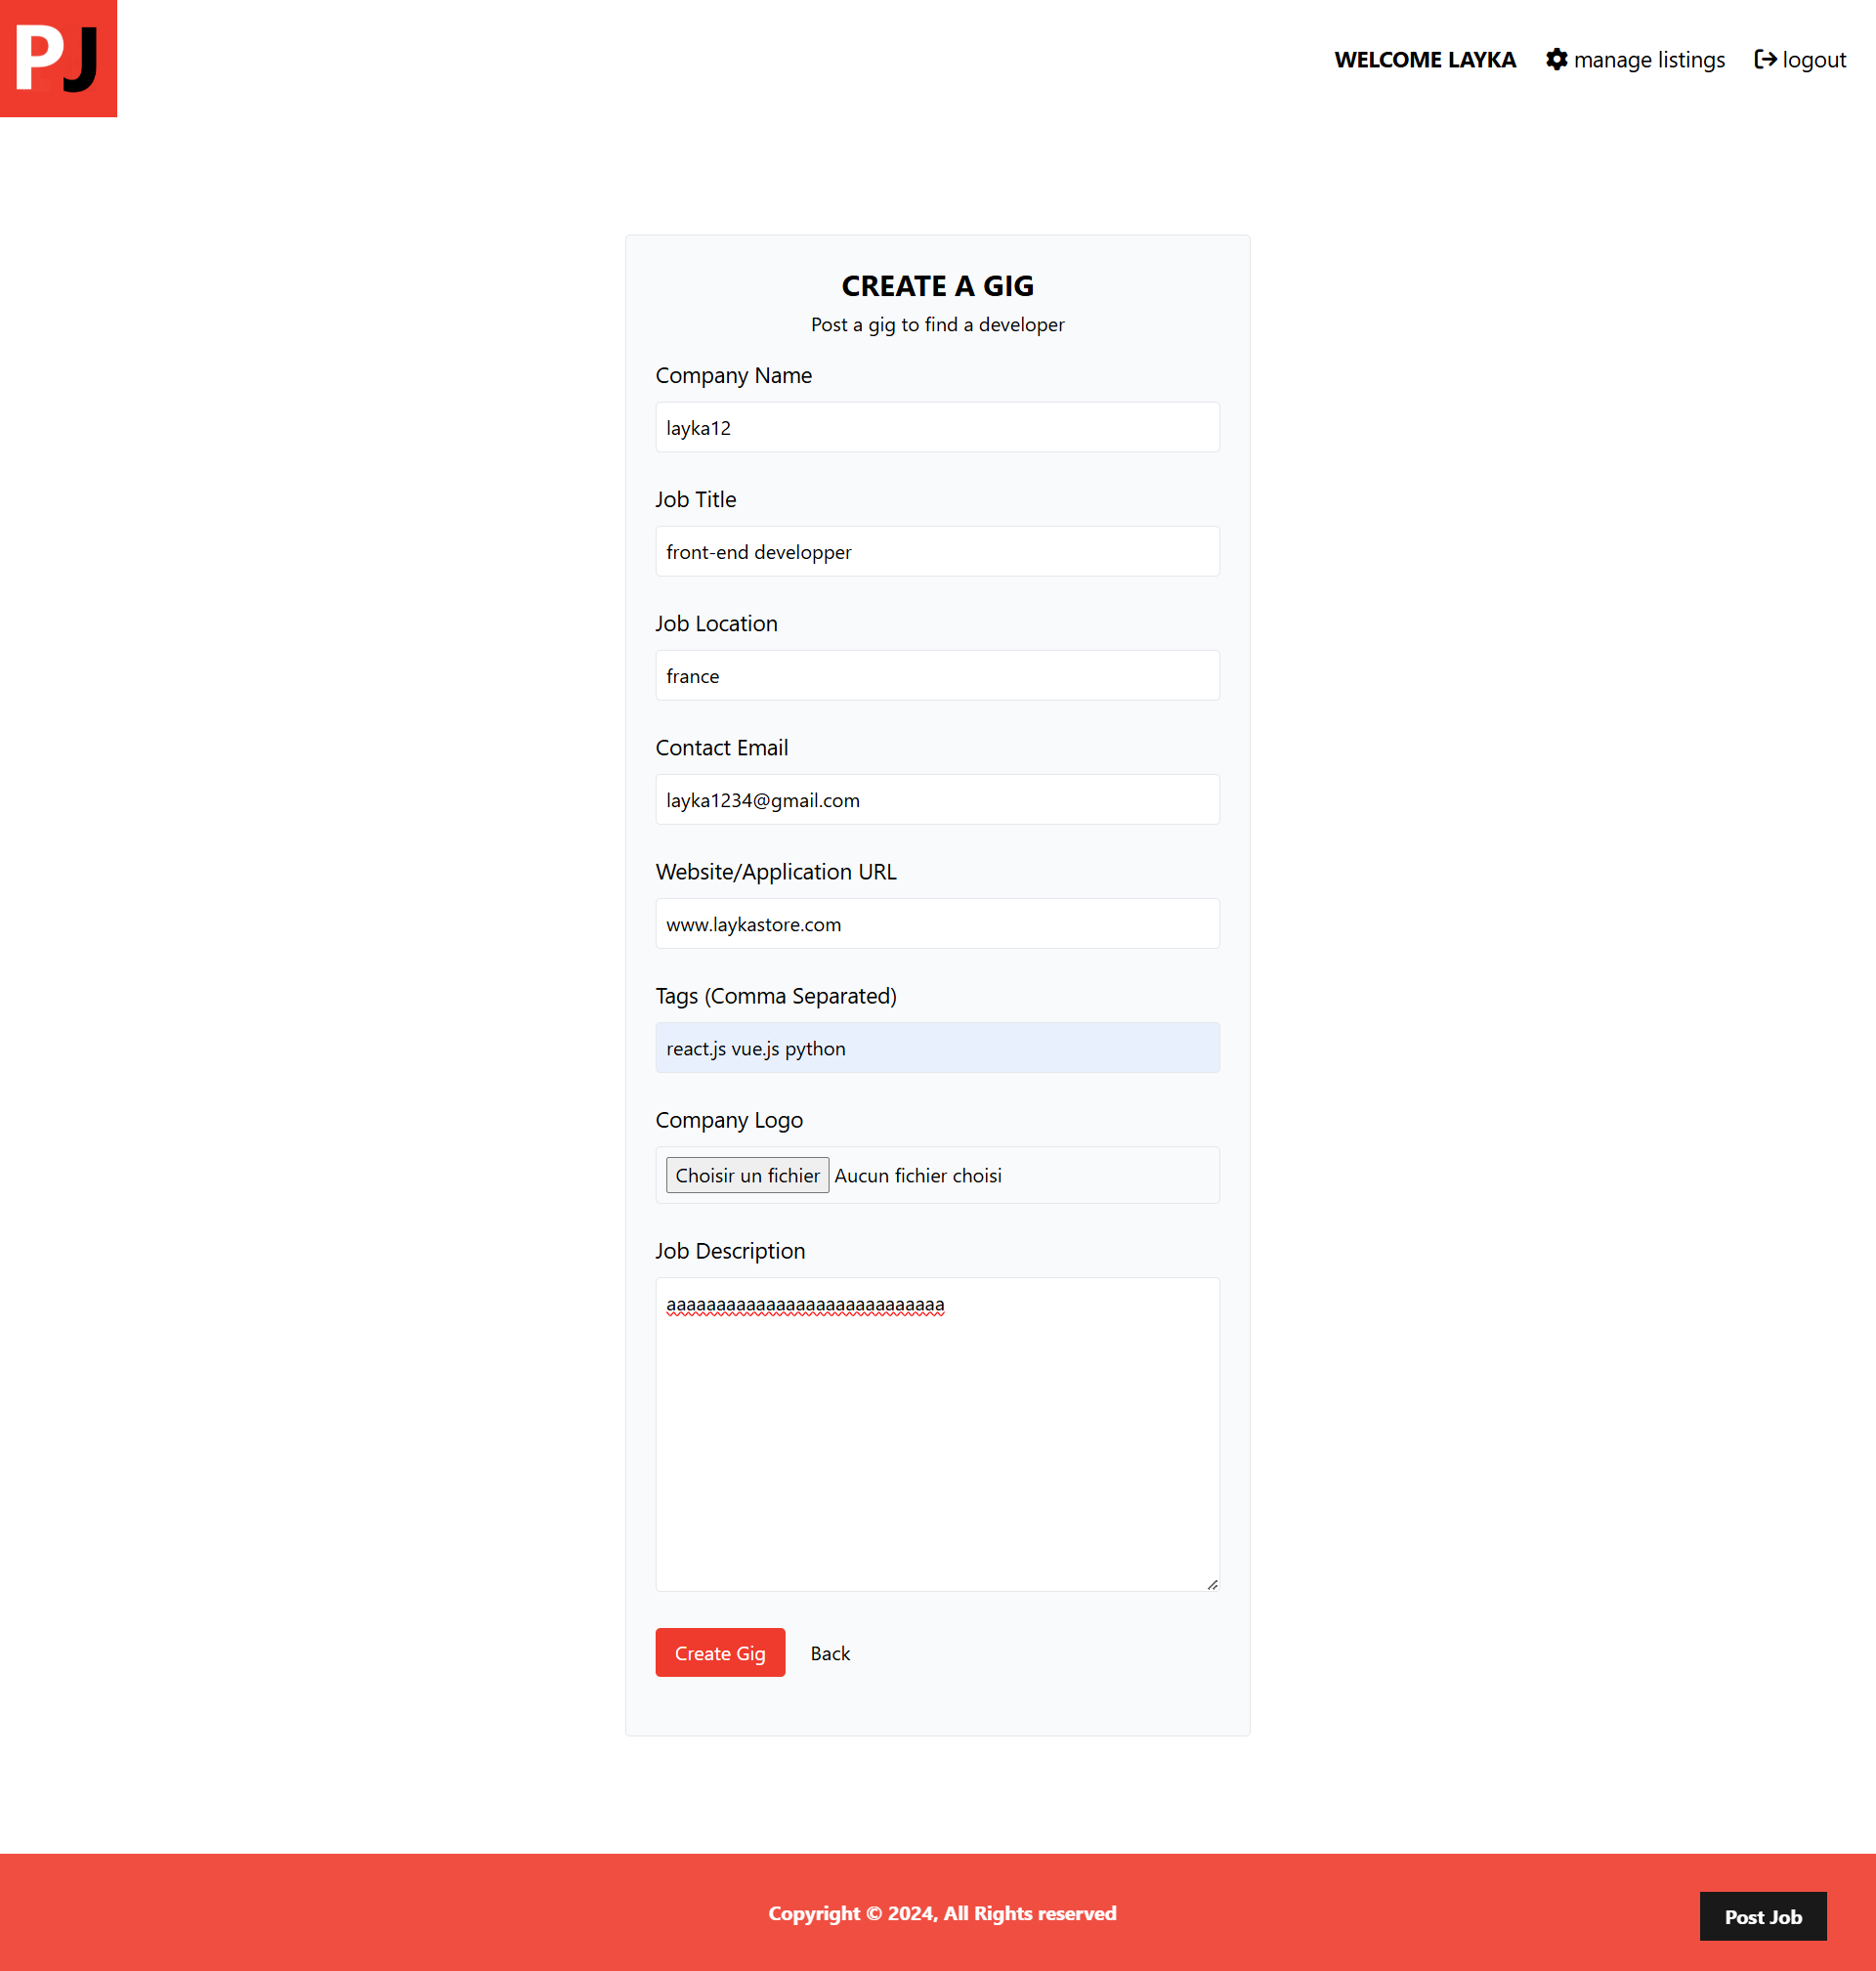 PJ
WELCOME LAYKA manage listings logout
CREATE A GIG
Post a gig to find a developer
Company Name
layka12
Job Title
front-end developper
Job Location
france
Contact Email
layka1234@gmail.com
Website/Application URL
www.laykastore.com
Tags (Comma Separated)
react.js vue.js python
Company Logo
Choisir un fichier Aucun fichier choisi
Job Description
aaaaaaaaaaaaaaaaaaaaaaaaaaaa
Create Gig Back
Copyright © 2024, All Rights reserved
Post Job